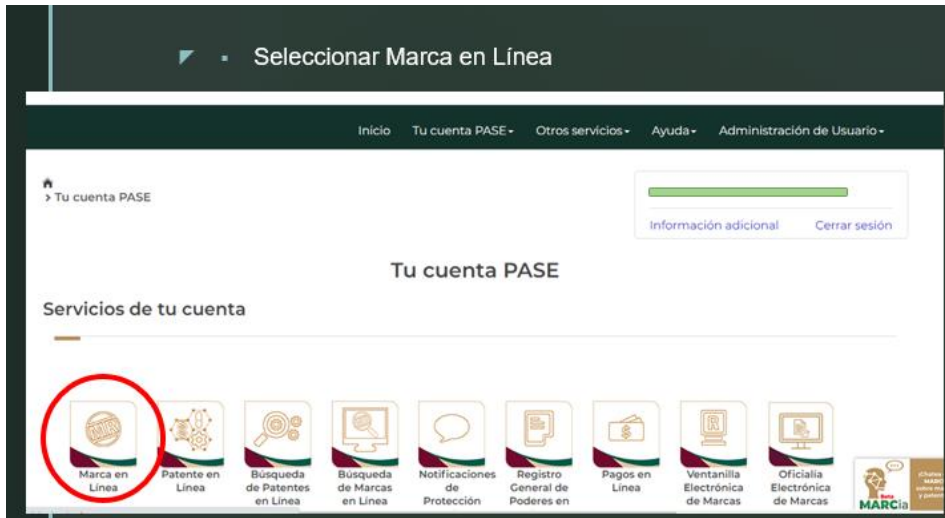 Seleccionar Marca en Línea
Inicio Tu cuenta PASE Otros servicios Ayuda Administración de Usuario
> Tu cuenta PASE
Información adicional Cerrar sesión
Tu cuenta PASE
Servicios de tu cuenta
Marca en Línea
Patente en Línea
Búsqueda de Patentes en Línea
Búsqueda de Marcas en Línea
Notificaciones de Protección
Registro General de Poderes en
Pagos en Línea
Ventanilla Electrónica de Marcas
Oficialía Electrónica de Marcas
Beta
MARCia